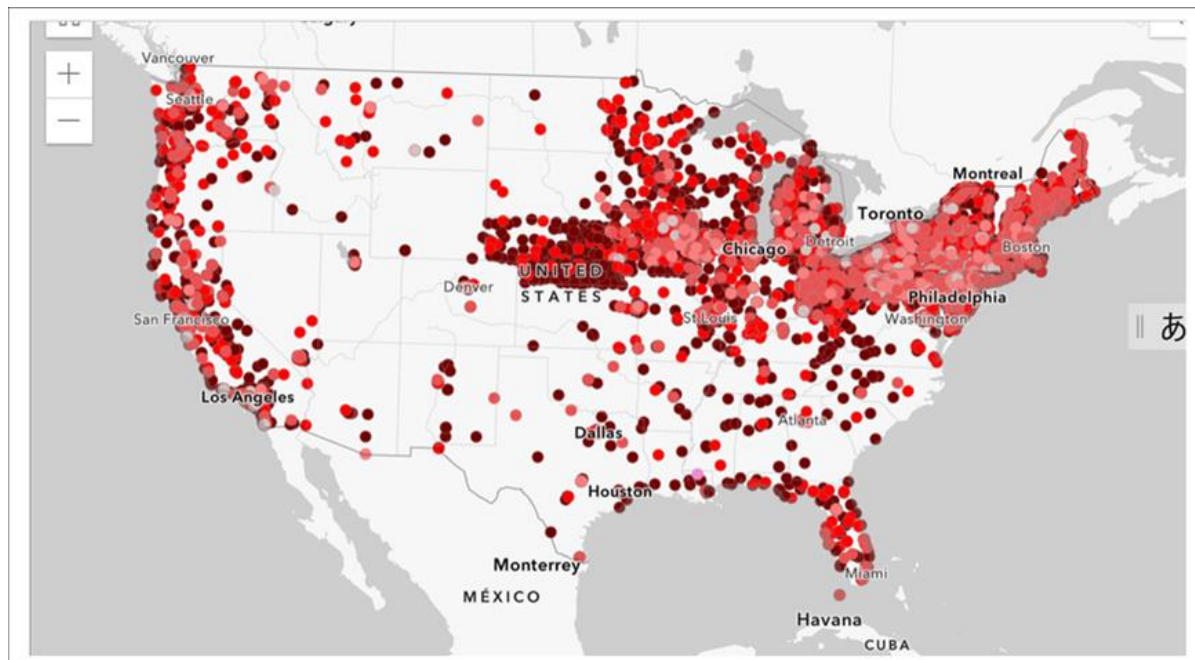 Vancouver
Seattle
Montreal
Toronto
Chicago
Detroit
Boston
UNITED
STATES
Denver
Philadelphia
San Francisco
St Louis
Washington
Los Angeles
Atlanta
Dallas
Houston
Monterrey
Miami
MÉXICO
Havana
CUBA
+
−
あ